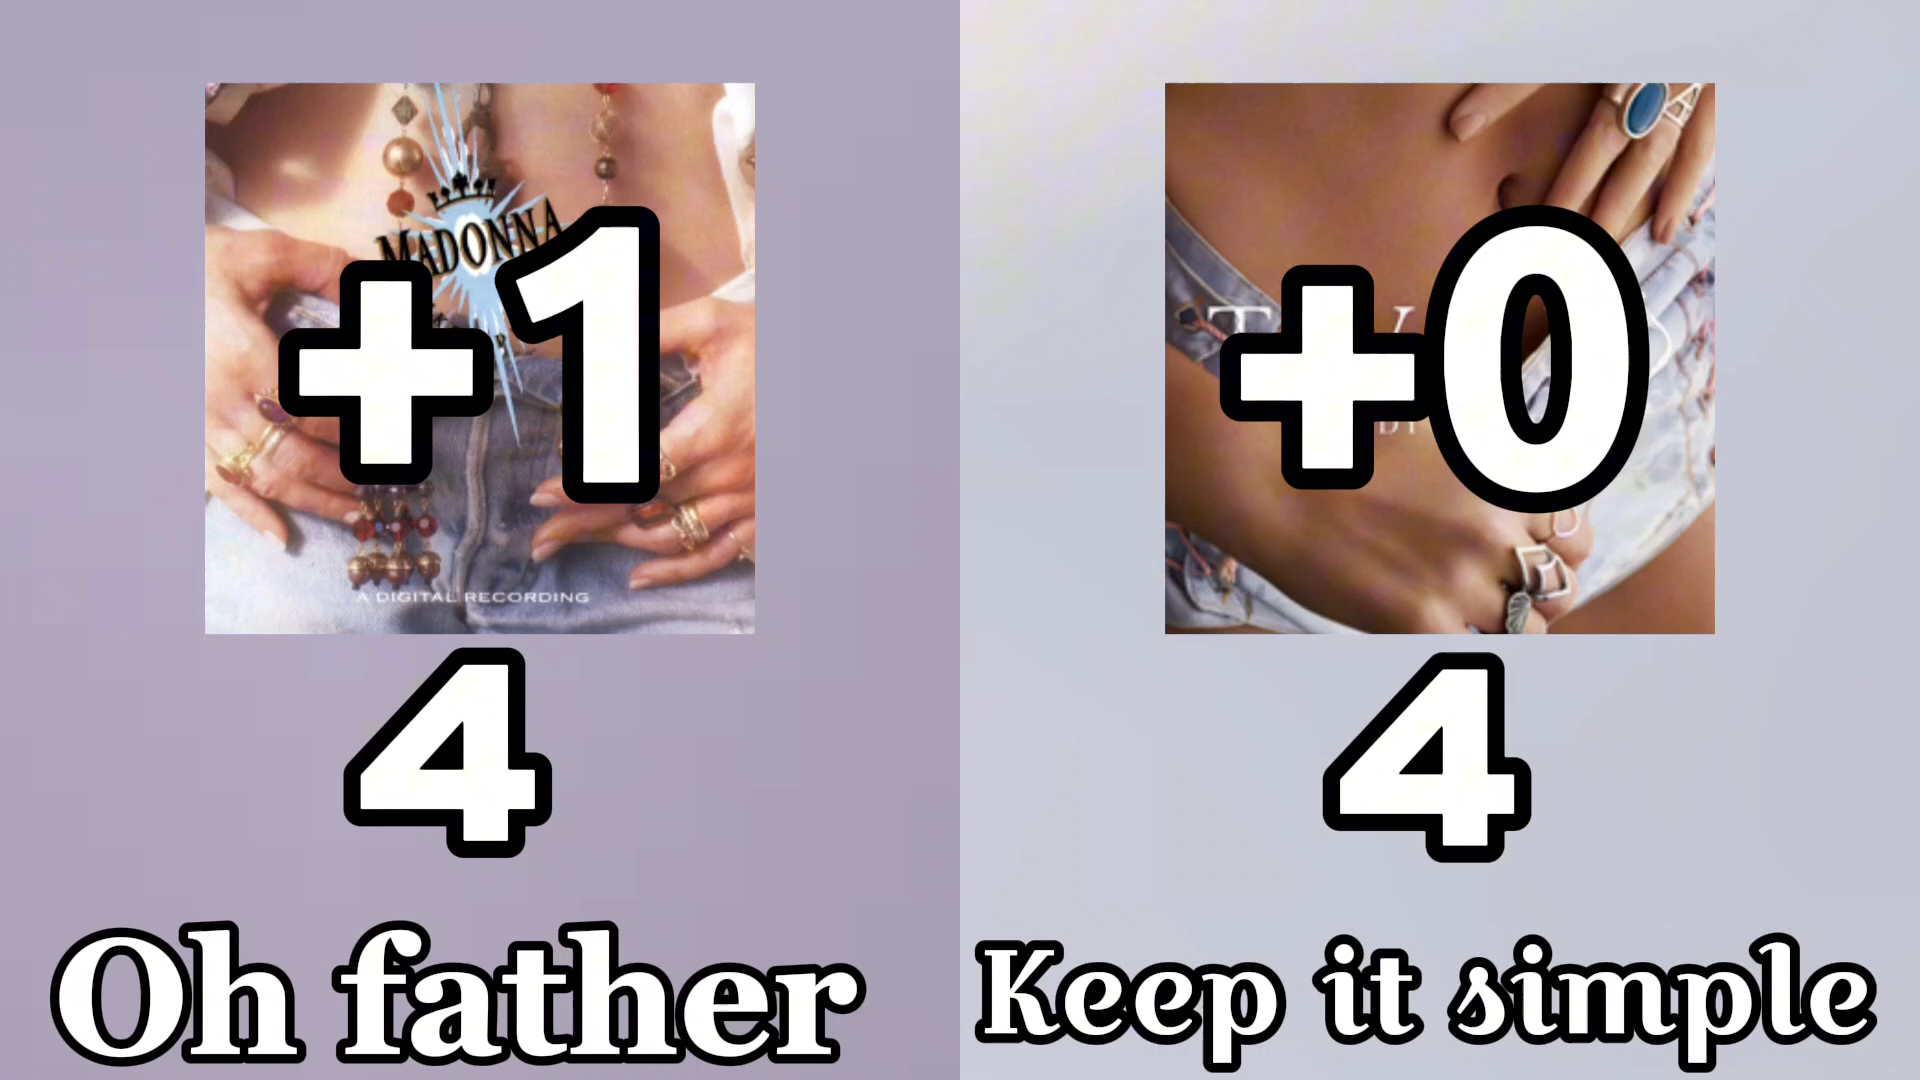 MADONNA
+1
A DIGITAL RECORDING
4
Oh father
+0
4
Keep it simple